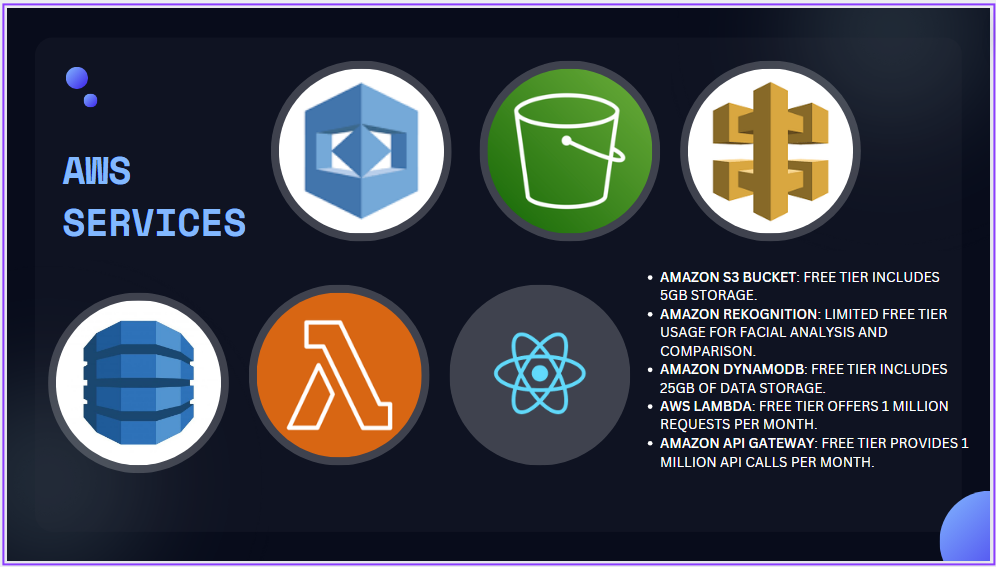 AWS
SERVICES
• AMAZON S3 BUCKET: FREE TIER INCLUDES
5GB STORAGE.
• AMAZON REKOGNITION: LIMITED FREE TIER
USAGE FOR FACIAL ANALYSIS AND
COMPARISON.
• AMAZON DYNAMODB: FREE TIER INCLUDES
25GB OF DATA STORAGE.
• AWS LAMBDA: FREE TIER OFFERS 1 MILLION
REQUESTS PER MONTH.
• AMAZON API GATEWAY: FREE TIER PROVIDES 1
MILLION API CALLS PER MONTH.